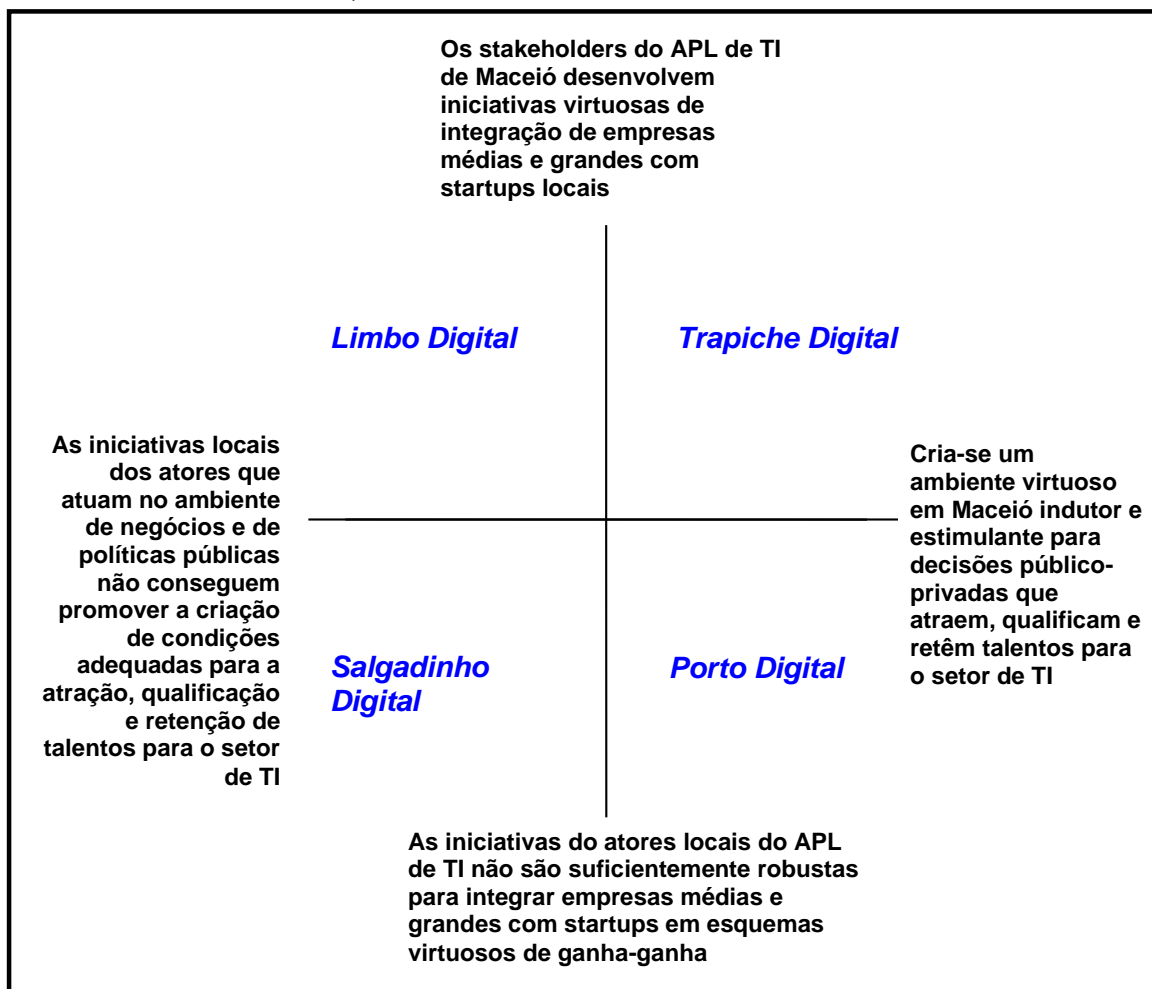 Os stakeholders do APL de TI
de Maceió desenvolvem
iniciativas virtuosas de
integração de empresas
médias e grandes com
startups locais
Limbo Digital
Trapiche Digital
As iniciativas locais
dos atores que
atuam no ambiente
de negócios e de
políticas públicas
não conseguem
promover a criação
de condições
adequadas para a
atração, qualificação
e retenção de
talentos para o setor
de TI
Cria-se um
ambiente virtuoso
em Maceió indutor e
estimulante para
decisões público-
privadas que
atraem, qualificam e
retêm talentos para
o setor de TI
Salgadinho
Digital
Porto Digital
As iniciativas do atores locais do APL
de TI não são suficientemente robustas
para integrar empresas médias e
grandes com startups em esquemas
virtuosos de ganha-ganha